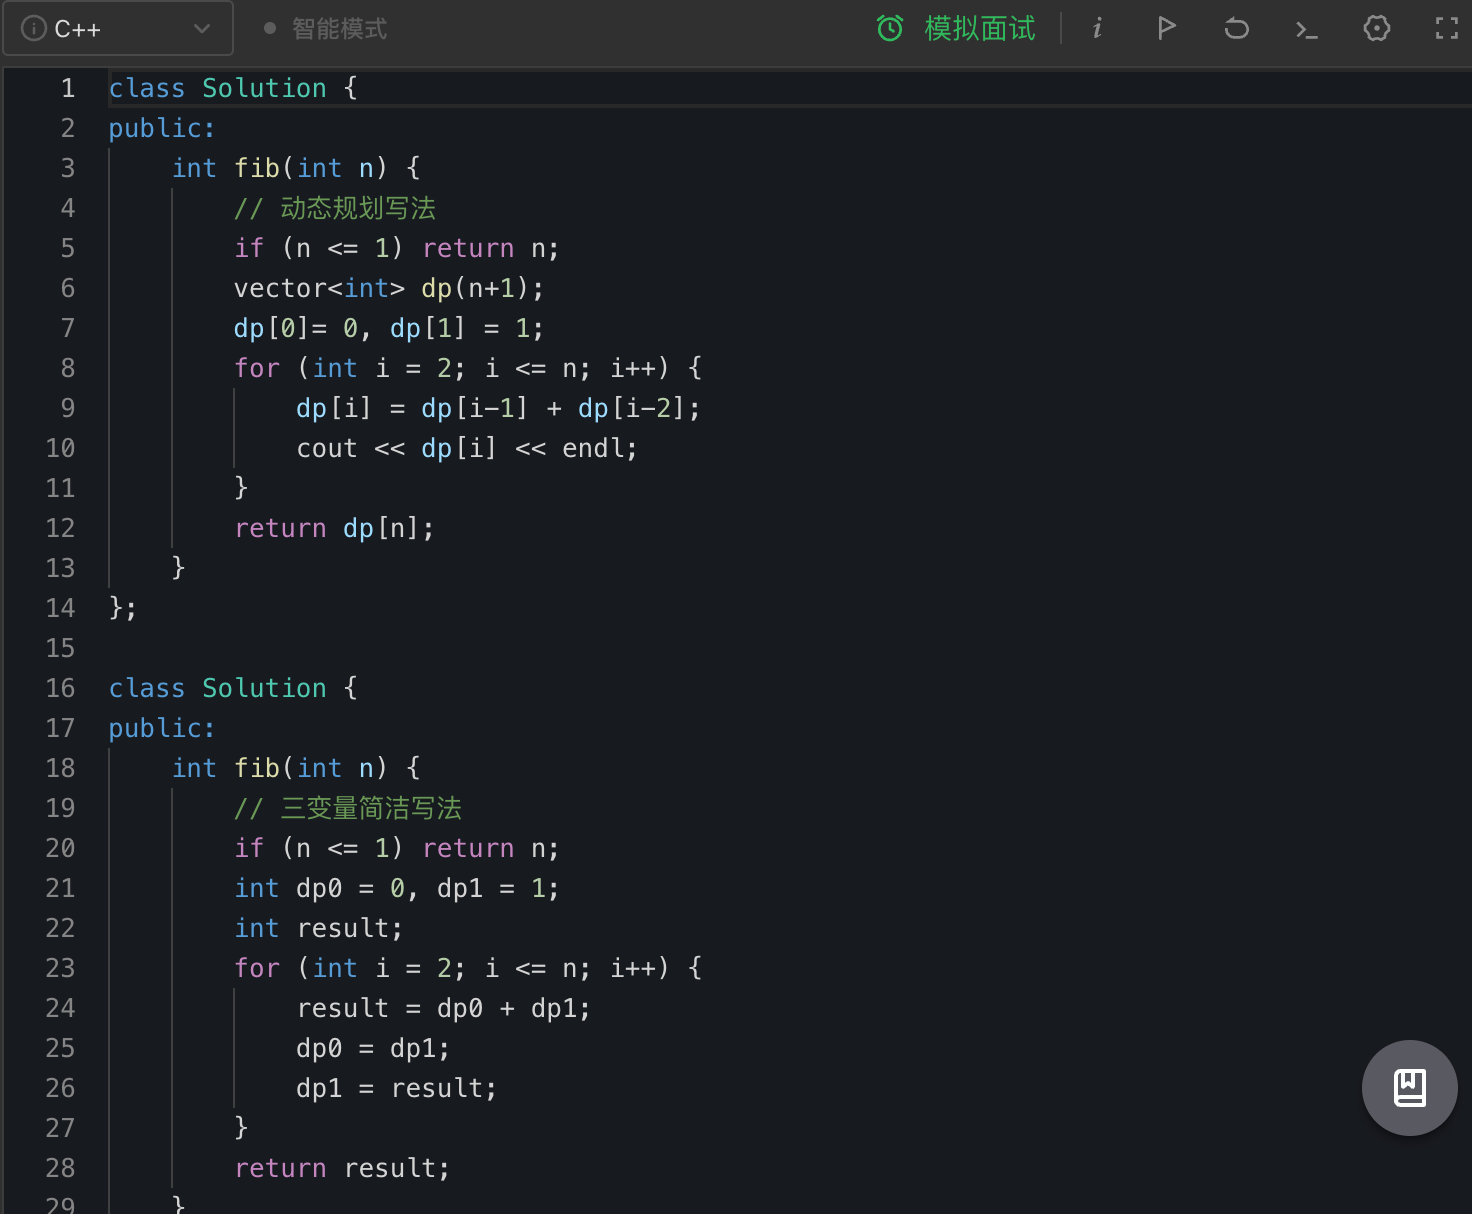 C++ 智能模式 模拟面试
1 class Solution {
2 public:
3 int fib(int n) {
4 // 动态规划写法
5 if (n <= 1) return n;
6 vector<int> dp(n+1);
7 dp[0]= 0, dp[1] = 1;
8 for (int i = 2; i <= n; i++) {
9 dp[i] = dp[i-1] + dp[i-2];
10 cout << dp[i] << endl;
11 }
12 return dp[n];
13 }
14 };
15
16 class Solution {
17 public:
18 int fib(int n) {
19 // 三变量简洁写法
20 if (n <= 1) return n;
21 int dp0 = 0, dp1 = 1;
22 int result;
23 for (int i = 2; i <= n; i++) {
24 result = dp0 + dp1;
25 dp0 = dp1;
26 dp1 = result;
27 }
28 return result;
29 }